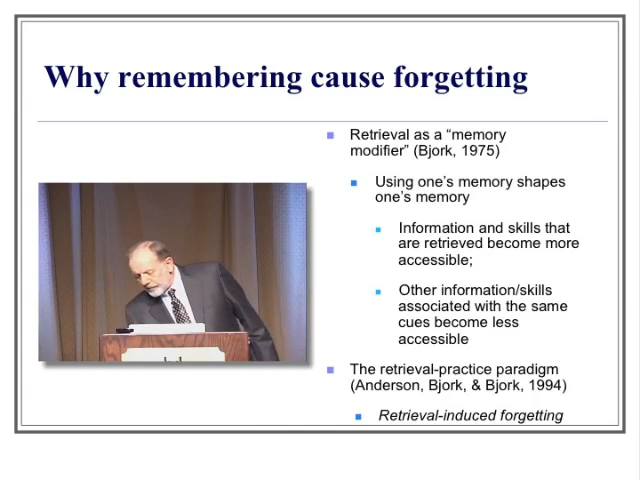 Why remembering cause forgetting
Retrieval as a “memory
modifier” (Bjork, 1975)
Using one’s memory shapes
one’s memory
Information and skills that
are retrieved become more
accessible;
Other information/skills
associated with the same
cues become less
accessible
The retrieval-practice paradigm
(Anderson, Bjork, & Bjork, 1994)
Retrieval-induced forgetting